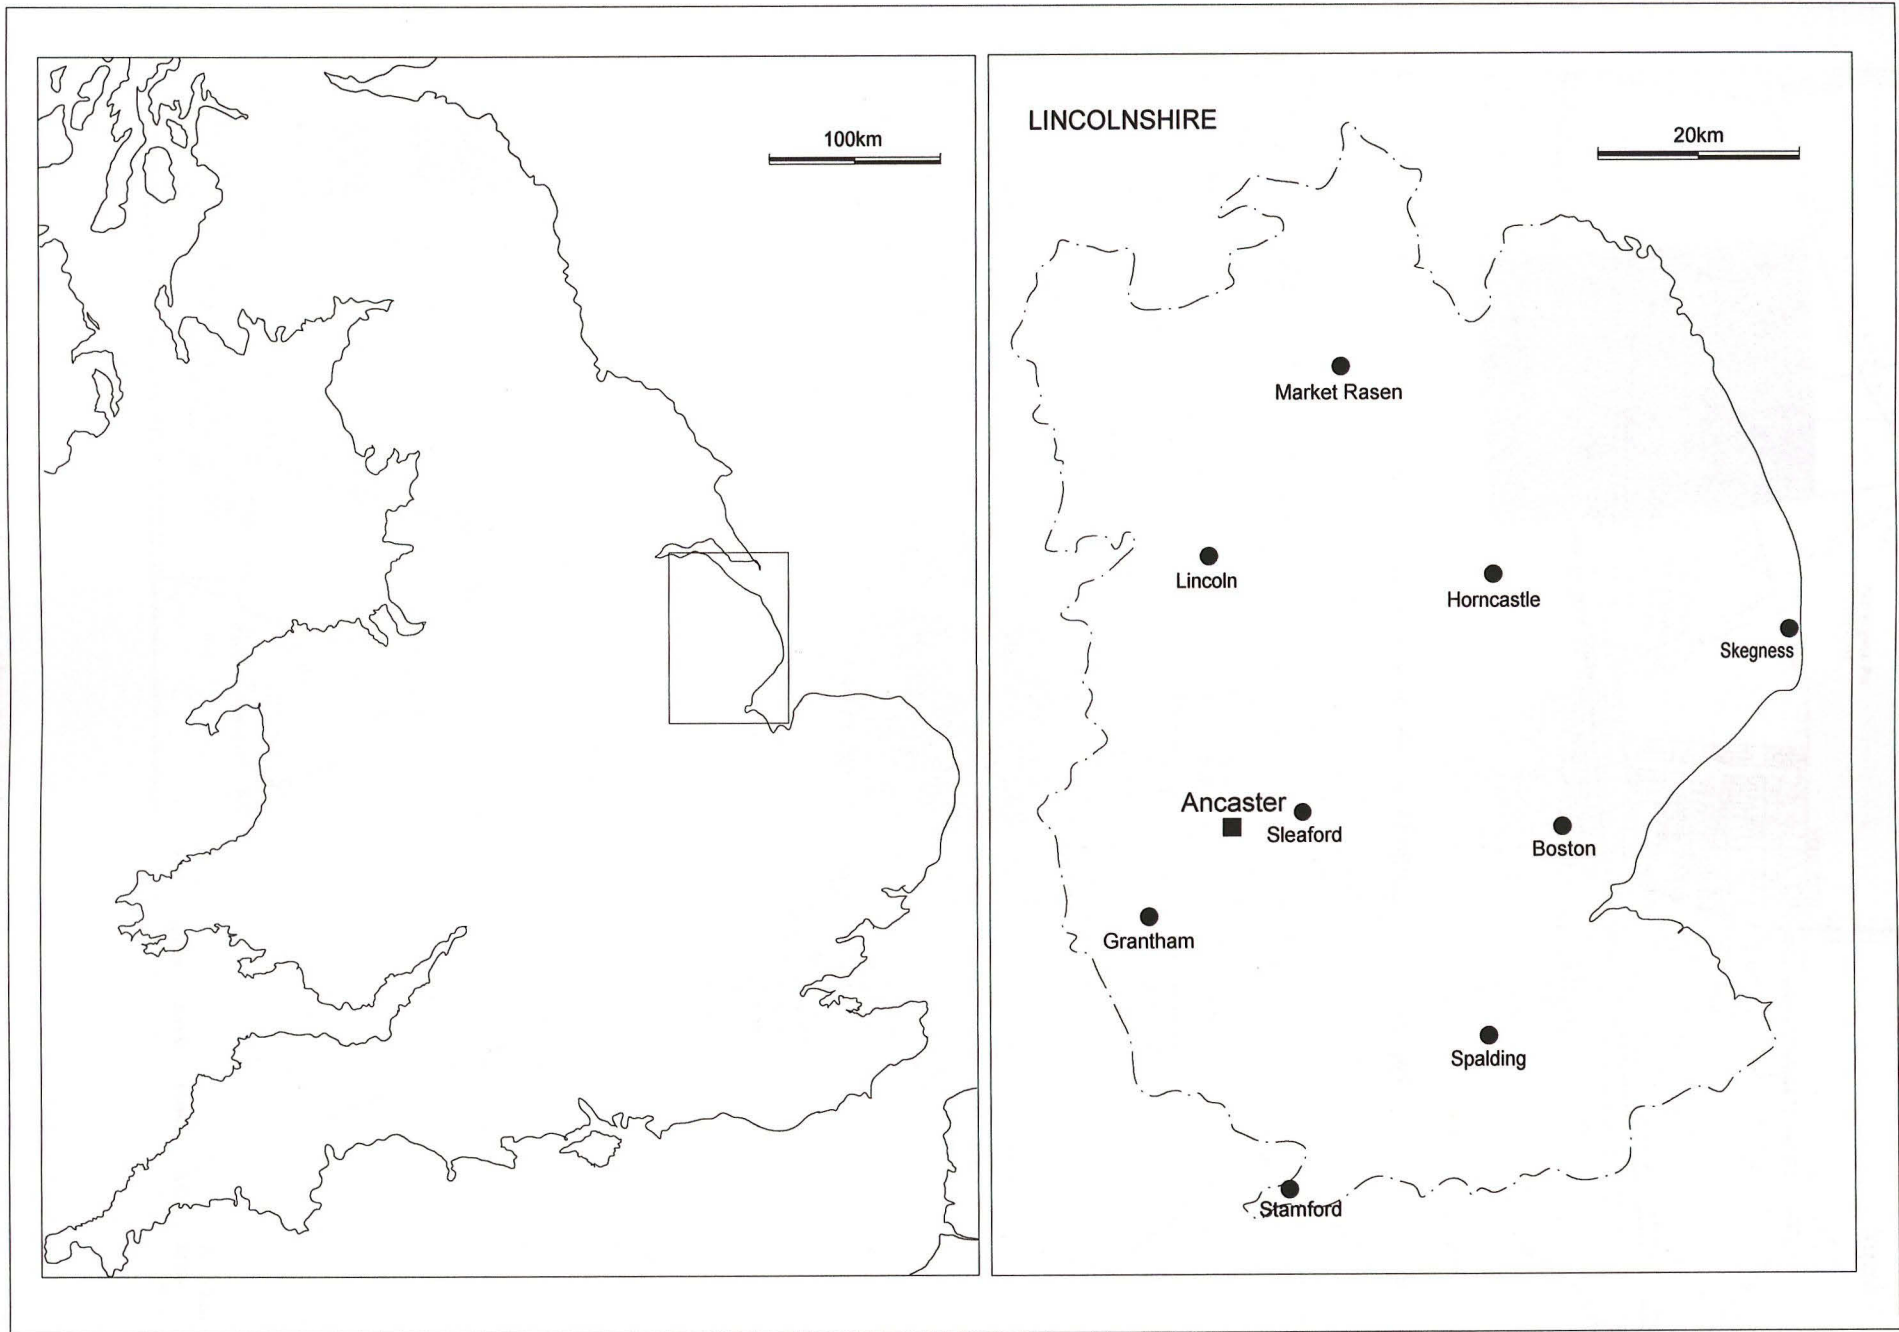 100km
LINCOLNSHIRE
20km
Market Rasen
Lincoln
Horncastle
Skegness
Ancaster
Sleaford
Boston
Grantham
Spalding
Stamford